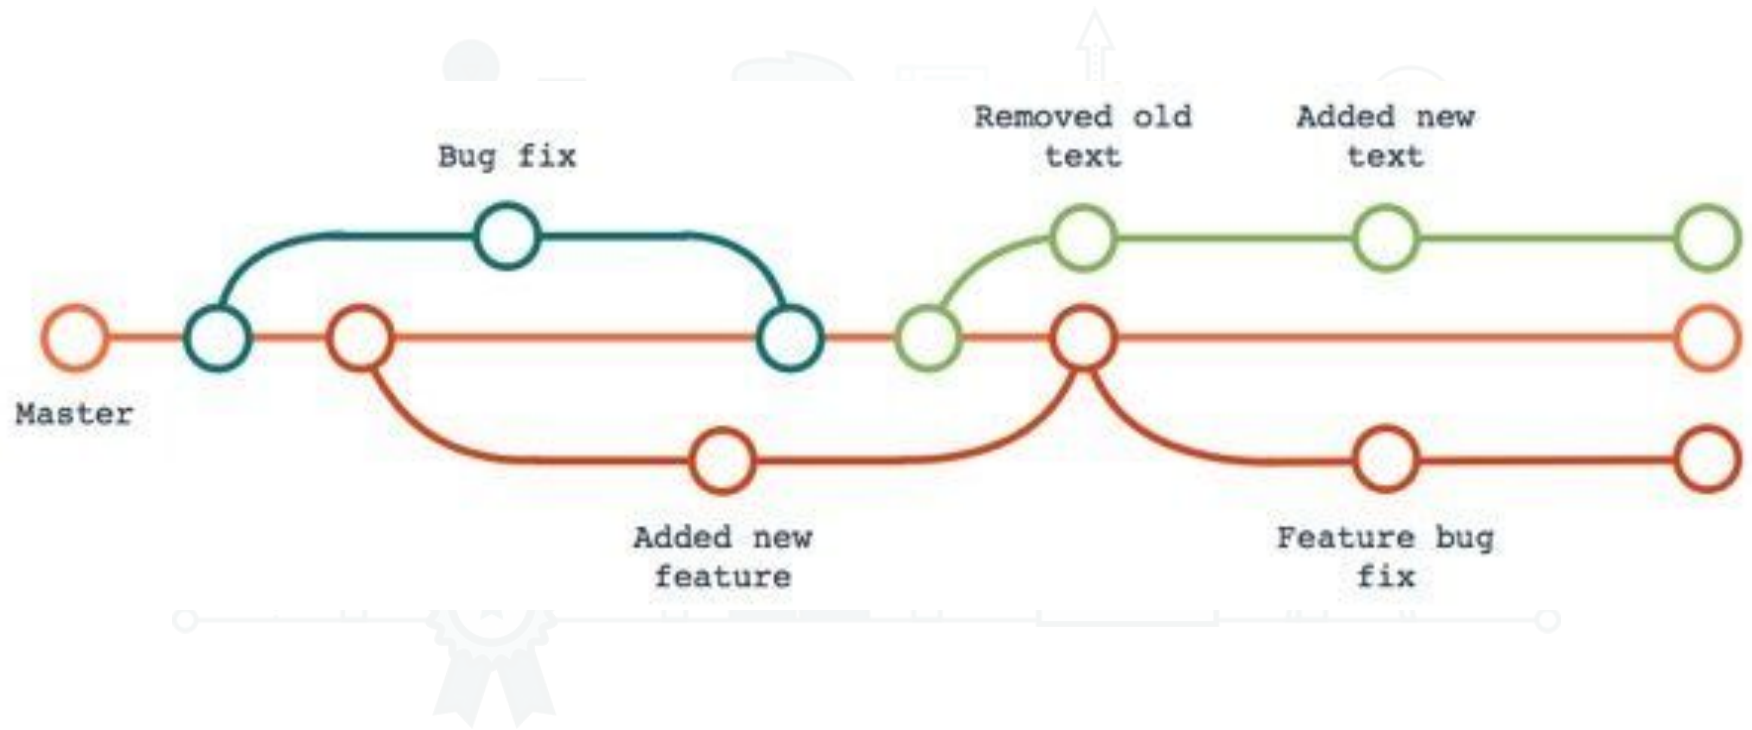 Removed old
text
Added new
text
Bug fix
Master
Added new
feature
Feature bug
fix